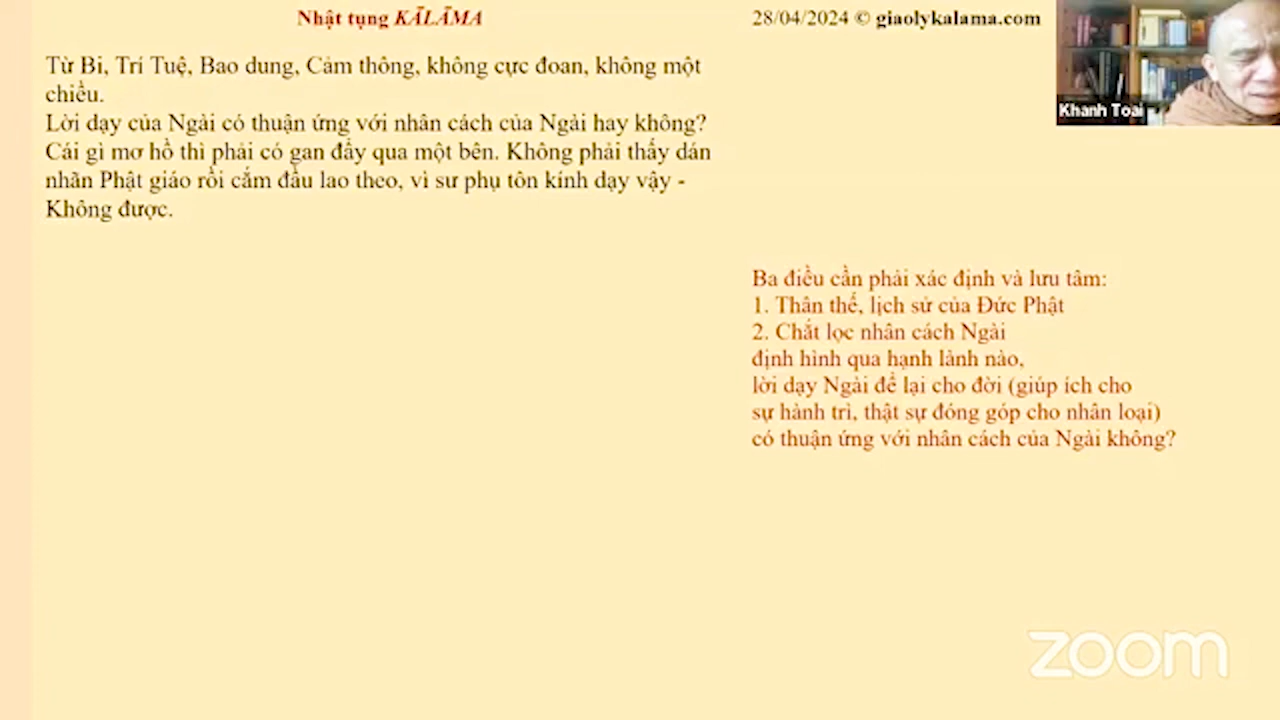 Nhật tụng KĀLĀMA
28/04/2024 © giaolykalama.com
Khanh Toai
Từ Bi, Trí Tuệ, Bao dung, Cảm thông, không cực đoan, không một
chiều.
Lời dạy của Ngài có thuận ứng với nhân cách của Ngài hay không?
Cái gì mơ hồ thì phải có gan đẩy qua một bên. Không phải thấy dán
nhãn Phật giáo rồi cắm đầu lao theo, vì sư phụ tôn kính dạy vậy -
Không được.
Ba điều cần phải xác định và lưu tâm:
1. Thân thế, lịch sử của Đức Phật
2. Chắt lọc nhân cách Ngài
định hình qua hạnh lành nào,
lời dạy Ngài để lại cho đời (giúp ích cho
sự hành trì, thật sự đóng góp cho nhân loại)
có thuận ứng với nhân cách của Ngài không?
zoom